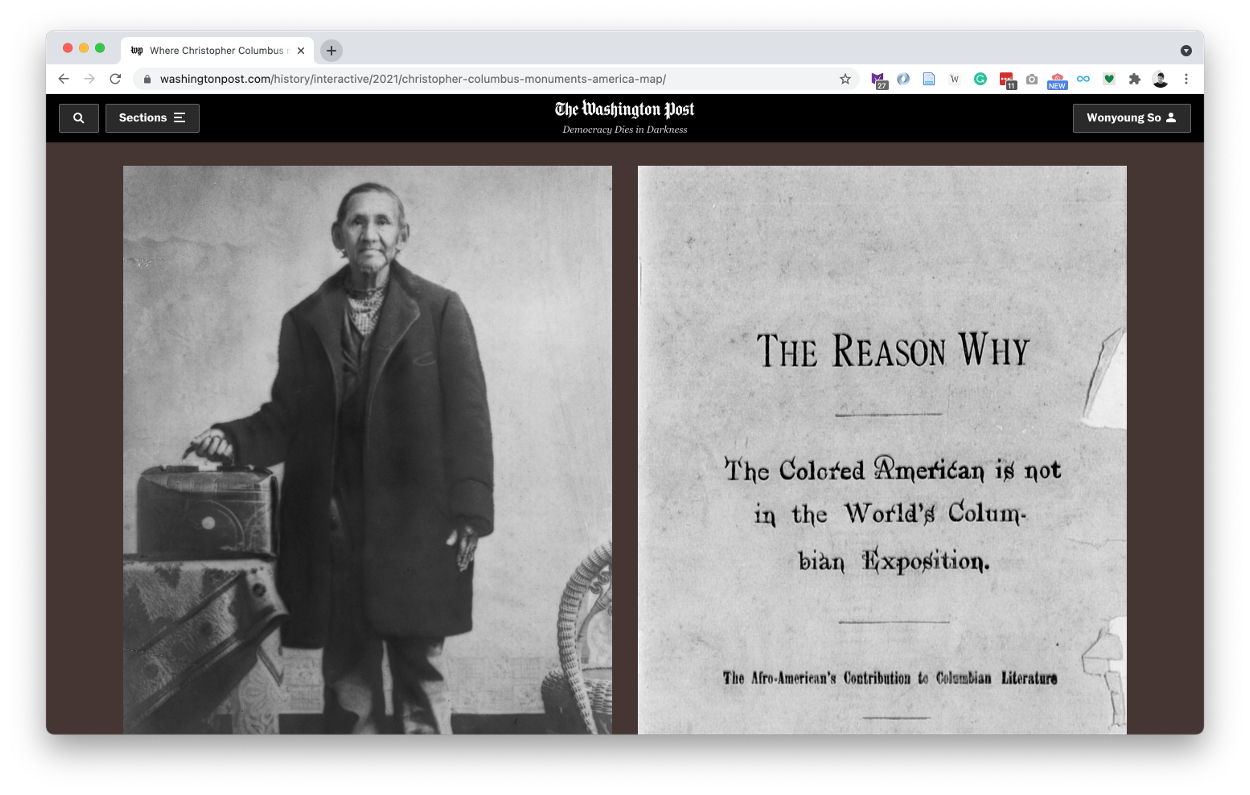 Where Christopher Columbus
washingtonpost.com/history/interactive/2021/christopher-columbus-monuments-america-map/
27
W
11
NEW
Sections
The Washington Post
Democracy Dies in Darkness
Wonyoung So
THE REASON WHY
The Colored American is not
in the World's Colum-
bian Exposition.
The Afro-American's Contribution to Columbian Literature